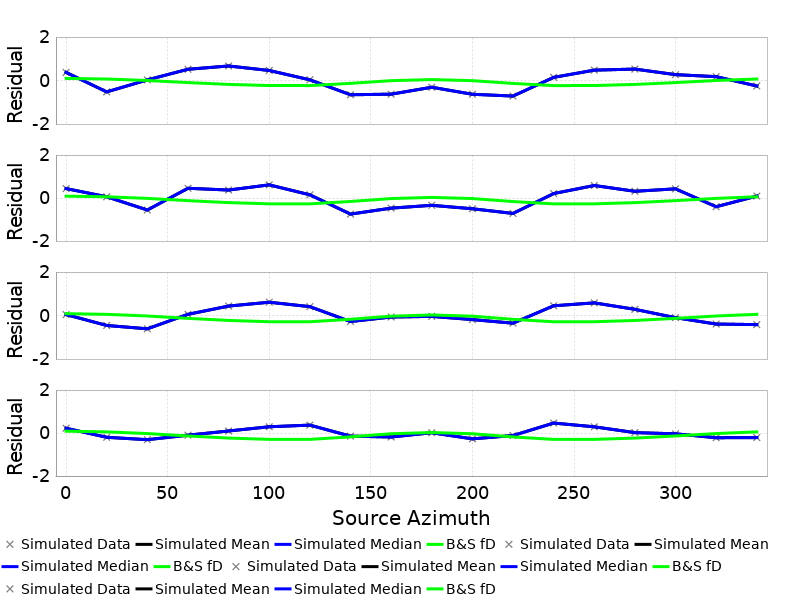 2
0
-2
Residual
2
0
-2
Residual
2
0
-2
Residual
2
0
-2
Residual
0 50 100 150 200 250 300
Source Azimuth
× Simulated Data Simulated Mean Simulated Median B&S fD × Simulated Data Simulated Mean
Simulated Median B&S fD × Simulated Data Simulated Mean Simulated Median B&S fD
× Simulated Data Simulated Mean Simulated Median B&S fD